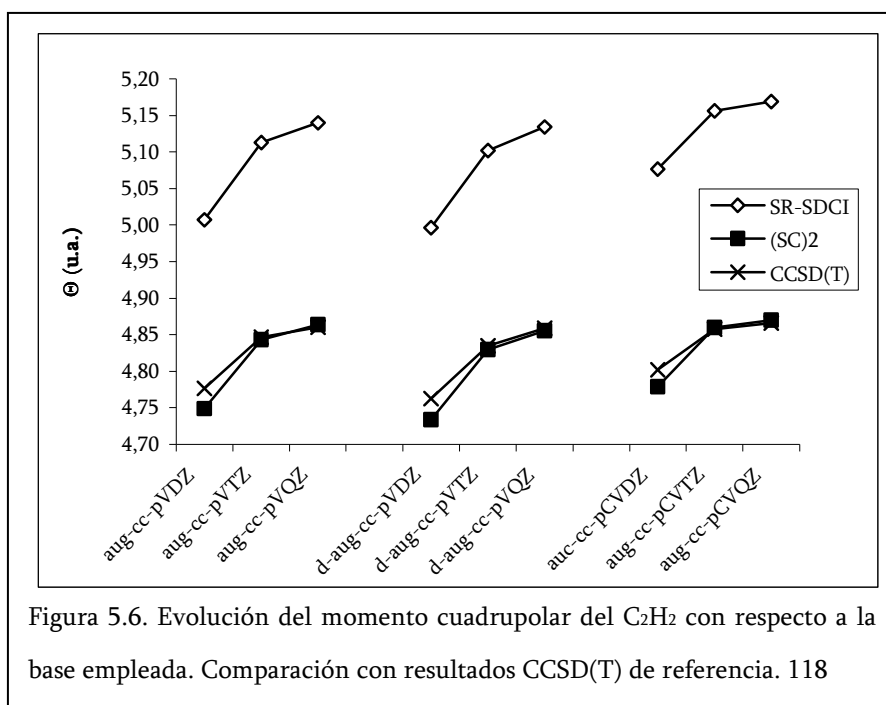 5,20
5,15
5,10
5,05
5,00
4,95
4,90
4,85
4,80
4,75
4,70
Θ (u.a.)
SR-SDCI
(SC)2
CCSD(T)
aug-cc-pVDZ
aug-cc-pVTZ
aug-cc-pVQZ
d-aug-cc-pVDZ
d-aug-cc-pVTZ
d-aug-cc-pVQZ
auc-cc-pCVDZ
aug-cc-pCVTZ
aug-cc-pCVQZ
Figura 5.6. Evolución del momento cuadrupolar del C₂H₂ con respecto a la
base empleada. Comparación con resultados CCSD(T) de referencia. 118